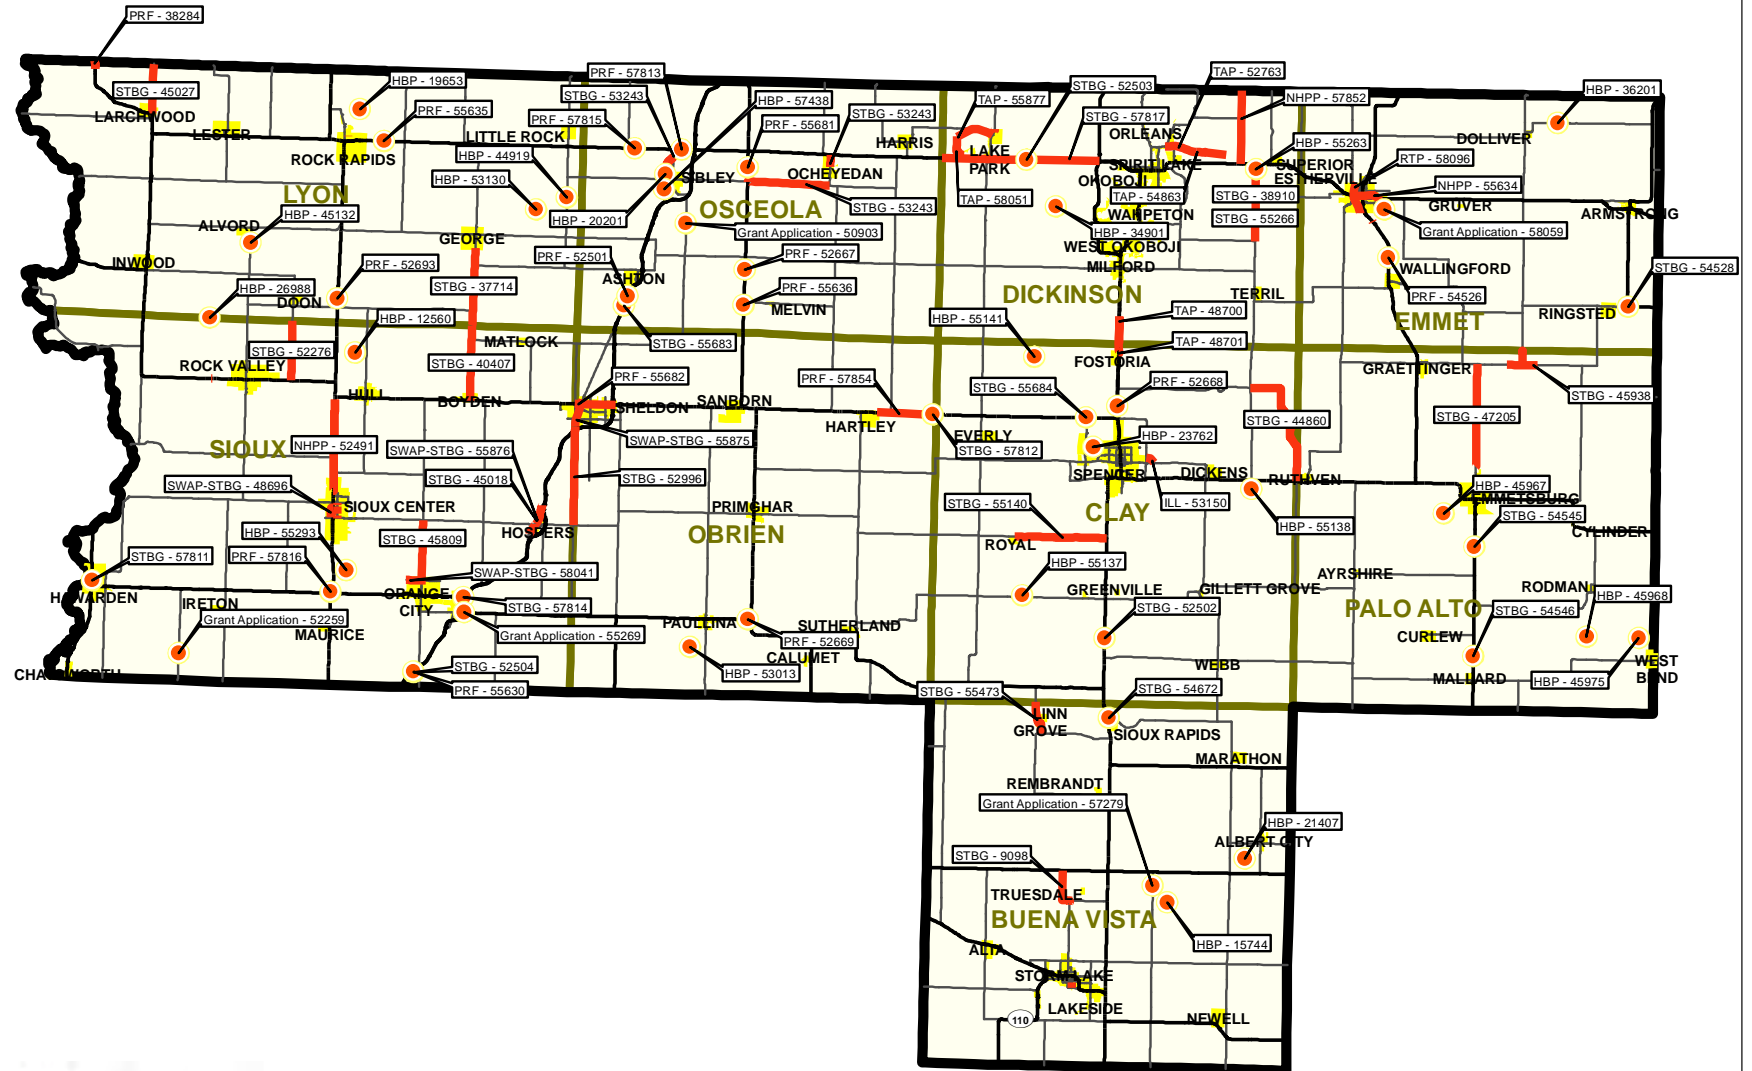 PRF - 38284
STBG - 45027
LARCHWOOD
LESTER
HBP - 19653
PRF - 55635
ROCK RAPIDS
LYON
HBP - 45132
ALVORD
INWOOD
HBP - 26988
DOON
PRF - 52693
HBP - 12560
STBG - 52276
ROCK VALLEY
HULL
GEORGE
STBG - 37714
MATLOCK
STBG - 40407
BOYDEN
LITTLE ROCK
HBP - 44919
HBP - 53130
HBP - 20201
PRF - 57813
STBG - 53243
PRF - 57815
HBP - 57438
PRF - 55681
STBG - 53243
SIBLEY
OCHEYEDAN
OSCEOLA
STBG - 53243
Grant Application - 50903
PRF - 52501
ASHTON
PRF - 52667
PRF - 55636
MELVIN
STBG - 55683
HARRIS
TAP - 55877
STBG - 52503
TAP - 52763
STBG - 57817
NHPP - 57852
ORLEANS
LAKE
PARK
SPIRIT LAKE
OKOBOJI
TAP - 58051
TAP - 54863
WAHPETON
HBP - 34901
WEST OKOBOJI
MILFORD
DICKINSON
HBP - 55263
SUPERIOR
STBG - 38910
STBG - 55266
TERRIL
TAP - 48700
TAP - 48701
HBP - 55141
FOSTORIA
HBP - 36201
DOLLIVER
RTP - 58096
ESTHERVILLE
NHPP - 55634
GRUVER
Grant Application - 58059
ARMSTRONG
WALLINGFORD
PRF - 54526
STBG - 54528
RINGSTED
EMMET
GRAETTINGER
STBG - 45938
STBG - 47205
PRF - 55682
SHELDON
SANBORN
PRF - 57854
HARTLEY
SWAP-STBG - 55875
STBG - 52996
SWAP-STBG - 55876
STBG - 45018
HOSPERS
SIOUX
NHPP - 52491
SWAP-STBG - 48696
SIOUX CENTER
HBP - 55293
STBG - 45809
STBG - 57811
PRF - 57816
SWAP-STBG - 58041
HAWARDEN
IRETON
Grant Application - 52259
MAURICE
ORANGE
CITY
STBG - 57814
Grant Application - 55269
STBG - 52504
PRF - 55630
CHATSWORTH
PRIMGHAR
OBRIEN
PAULLINA
SUTHERLAND
PRF - 52669
CALUMET
HBP - 53013
STBG - 55684
PRF - 52668
EVERLY
STBG - 57812
HBP - 23762
SPENCER
DICKENS
STBG - 44860
RUTHVEN
STBG - 55140
CLAY
ILL - 53150
HBP - 55138
ROYAL
HBP - 55137
GREENVILLE
GILLETT GROVE
STBG - 52502
WEBB
HBP - 45967
EMMETSBURG
STBG - 54545
CYLINDER
AYRSHIRE
RODMAN
HBP - 45968
PALO ALTO
STBG - 54546
CURLEW
MALLARD
HBP - 45975
WEST
BEND
STBG - 55473
STBG - 54672
LINN
GROVE
SIOUX RAPIDS
MARATHON
REMBRANDT
Grant Application - 57279
HBP - 21407
ALBERT CITY
STBG - 9098
TRUESDALE
BUENA VISTA
HBP - 15744
ALTA
STORM LAKE
LAKESIDE
110
NEWELL